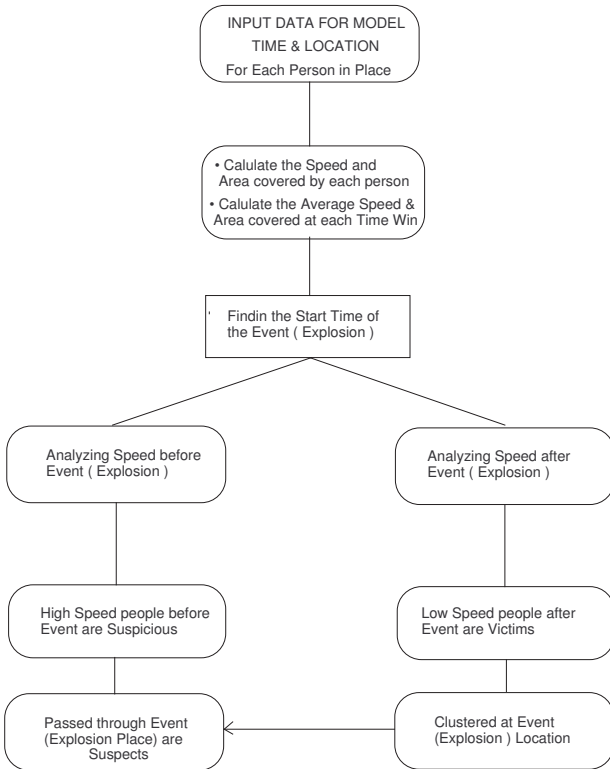 INPUT DATA FOR MODEL
TIME & LOCATION
For Each Person in Place
• Calulate the Speed and
Area covered by each person
• Calulate the Average Speed &
Area covered at each Time Win
' Findin the Start Time of
the Event ( Explosion )
Analyzing Speed before
Event ( Explosion )
Analyzing Speed after
Event ( Explosion )
High Speed people before
Event are Suspicious
Low Speed people after
Event are Victims
Passed through Event
(Explosion Place) are
Suspects
Clustered at Event
(Explosion ) Location